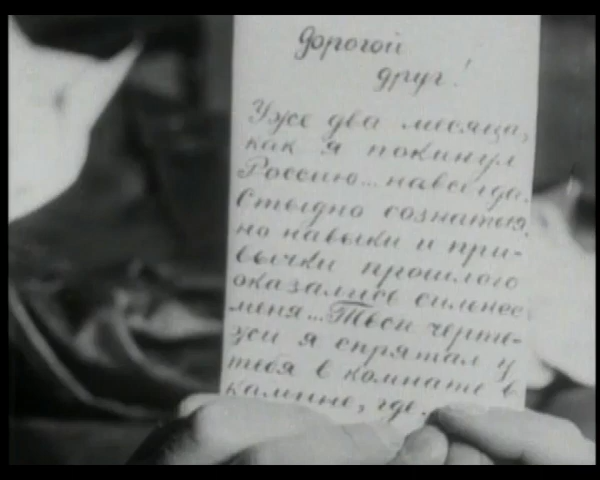 Дорогой
друг!
Уже два месяца,
как я покинул
Россию... навсегда.
Стыдно сознаться,
но навыки и при-
вычки прошлого
оказались сильнее
меня... Твои черте-
жи я спрятал у
тебя в комнате в
камине, где.